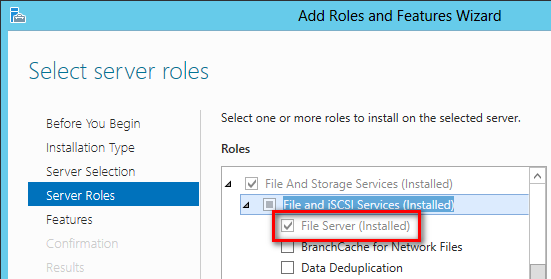 Add Roles and Features Wizard
Select server roles
Before You Begin
Installation Type
Server Selection
Server Roles
Features
Confirmation
Results
Select one or more roles to install on the selected server.
Roles
File And Storage Services (Installed)
File and iSCSI Services (Installed)
File Server (Installed)
BranchCache for Network Files
Data Deduplication